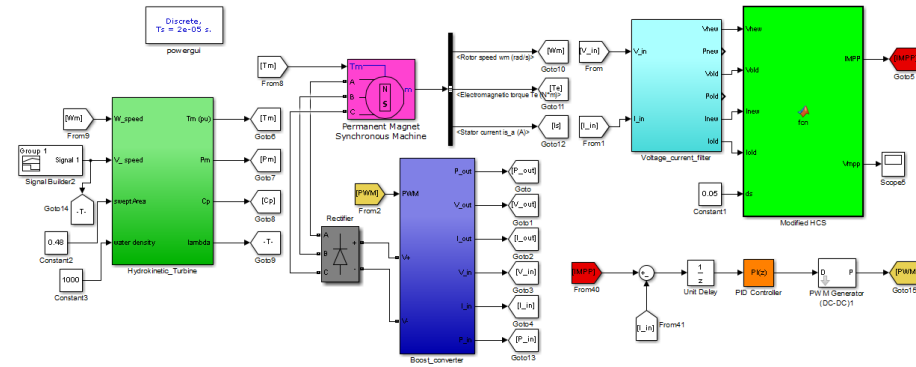 Discrete,
Ts = 2e-05 s.
powergui
[Tm]
From8
Tm
A
B
C
N
S
m
Permanent Magnet
Synchronous Machine
<Rotor speed wm (rad/s)>
<Electromagnetic torque Te (N*m)>
<Stator current is_a (A)>
[Wm]
Goto10
[Te]
Goto11
[Is]
Goto12
[V_in]
From
[I_in]
From1
V_in
I_in
Vnew
Pnew
Vold
Pold
Inew
Iold
Voltage_current_filter
Vnew
Vold
Inew
Iold
ds
fcn
IMPP
Vmpp
Modified HCS
[IMPP]
Goto5
Scope5
0.05
Constant1
[Wm]
From9
Group 1
Signal 1
Signal Builder2
-T-
Goto14
0.48
Constant2
1000
Constant3
W_speed
V_ speed
sweptArea
water density
Tm (pu)
Pm
Cp
lambda
Hydrokinetic_Turbine
[Tm]
Goto6
[Pm]
Goto7
[Cp]
Goto8
-T-
Goto9
Rectifier
A
B
C
+
-
[PWM]
From2
PWM
V+
V-
P_out
V_out
I_out
V_in
I_in
P_in
Boost_converter
[P_out]
Goto
[V_out]
Goto1
[I_out]
Goto2
[V_in]
Goto3
[I_in]
Goto4
[P_in]
Goto13
[IMPP]
From40
[I_in]
From41
1
z
Unit Delay
PI(z)
PID Controller
D
P
PWM Generator
(DC-DC)1
[PWM]
Goto15